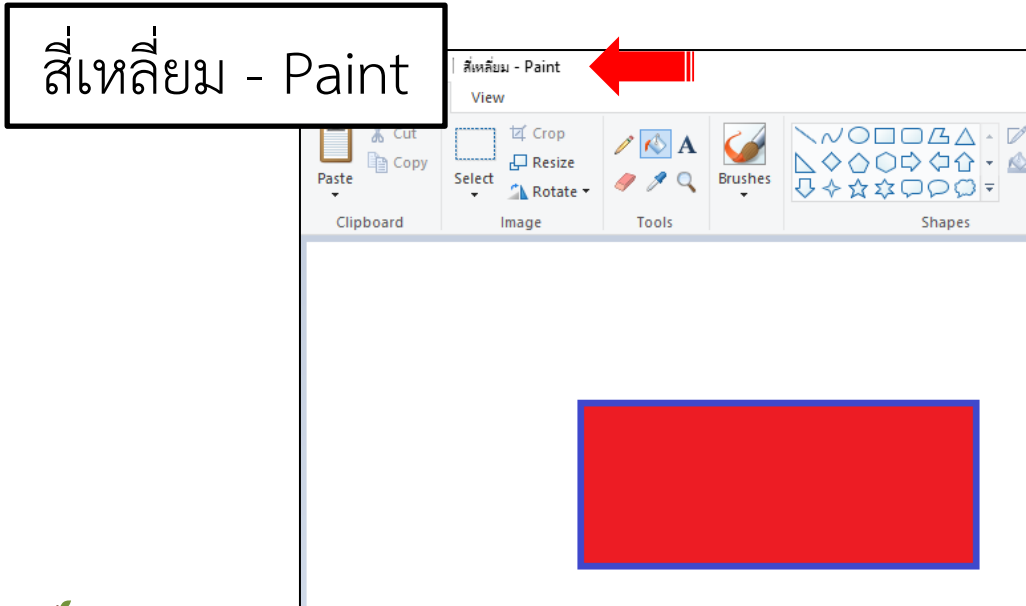 สี่เหลี่ยม - Paint
สี่เหลี่ยม - Paint
View
Cut
Copy
Paste
Clipboard
Select
Crop
Resize
Rotate
Image
A
Tools
Brushes
Shapes